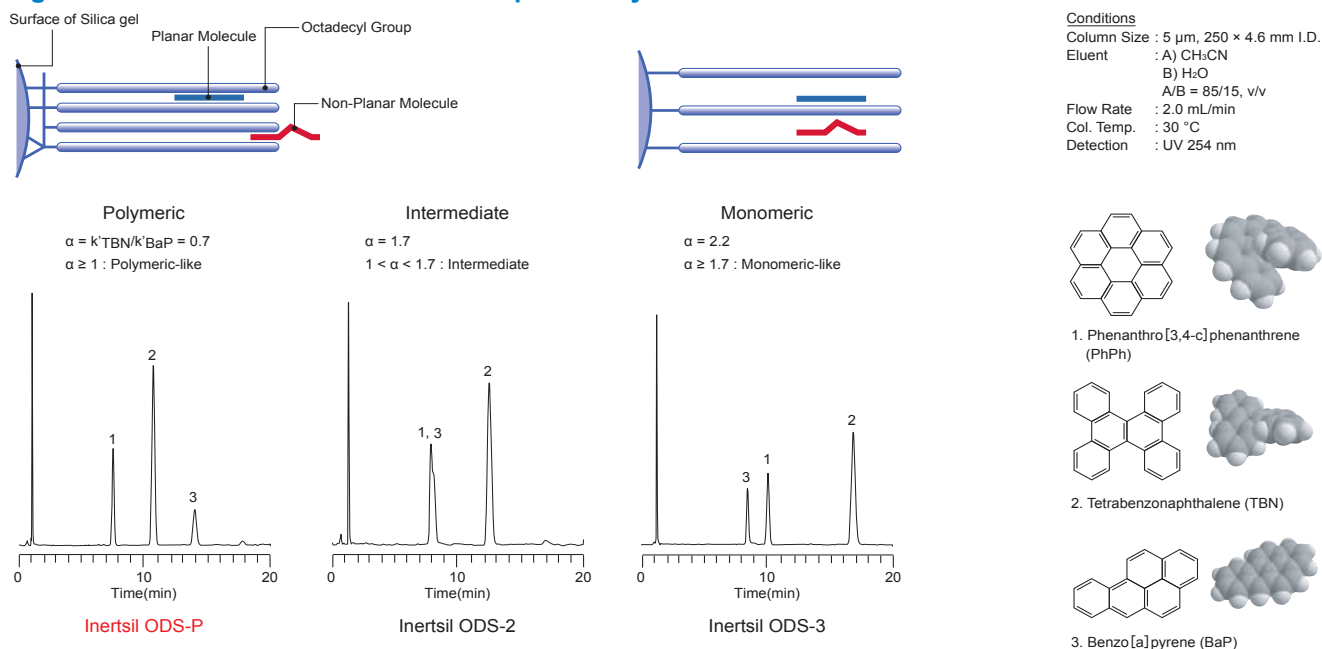 Surface of Silica gel
Planar Molecule
Octadecyl Group
Non-Planar Molecule
Conditions
Column Size : 5 μm, 250 × 4.6 mm I.D.
Eluent : A) CH₃CN
B) H₂O
A/B = 85/15, v/v
Flow Rate : 2.0 mL/min
Col. Temp. : 30 °C
Detection : UV 254 nm
Polymeric
α = k'TBN/k'BaP = 0.7
α ≥ 1 : Polymeric-like
1
2
3
0
10
20
Time(min)
Inertsil ODS-P
Intermediate
α = 1.7
1 < α < 1.7 : Intermediate
1, 3
2
0
10
20
Time(min)
Inertsil ODS-2
Monomeric
α = 2.2
α ≥ 1.7 : Monomeric-like
3
1
2
0
10
20
Time(min)
Inertsil ODS-3
1. Phenanthro[3,4-c]phenanthrene
(PhPh)
2. Tetrabenzonaphthalene (TBN)
3. Benzo[a]pyrene (BaP)